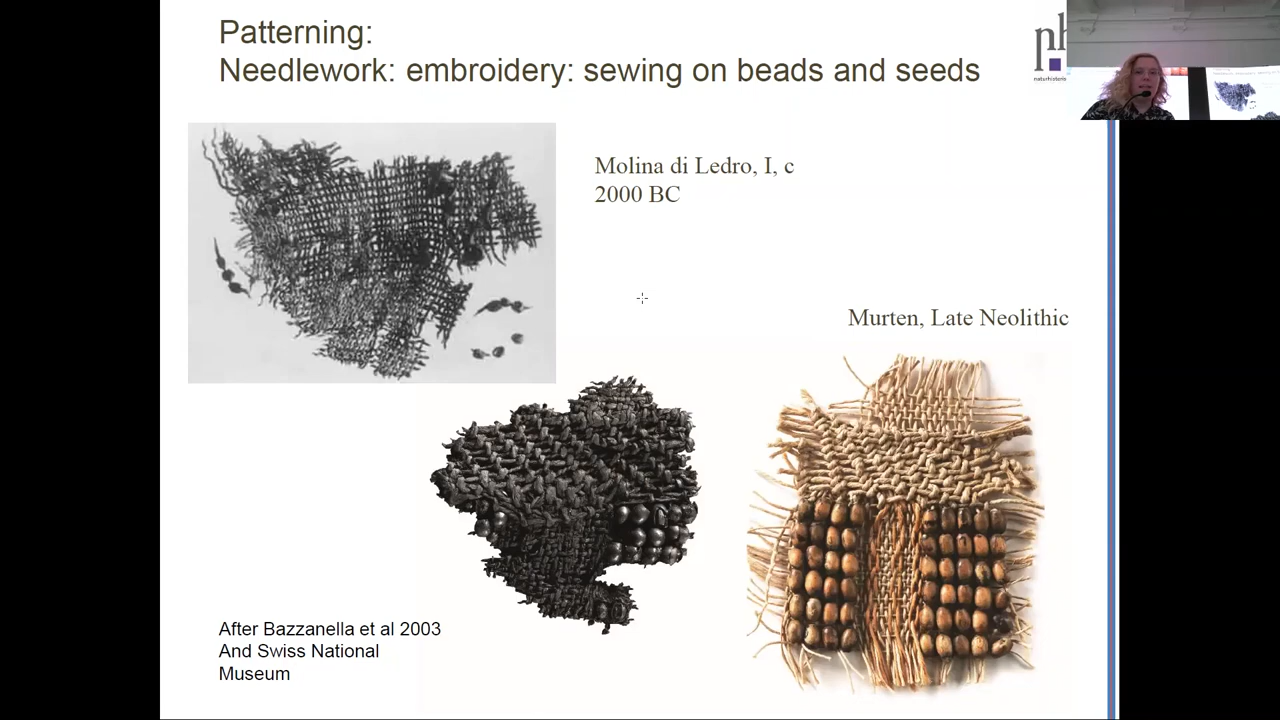 Patterning:
Needlework: embroidery: sewing on beads and seeds
Molina di Ledro, I, c
2000 BC
Murten, Late Neolithic
After Bazzanella et al 2003
And Swiss National
Museum